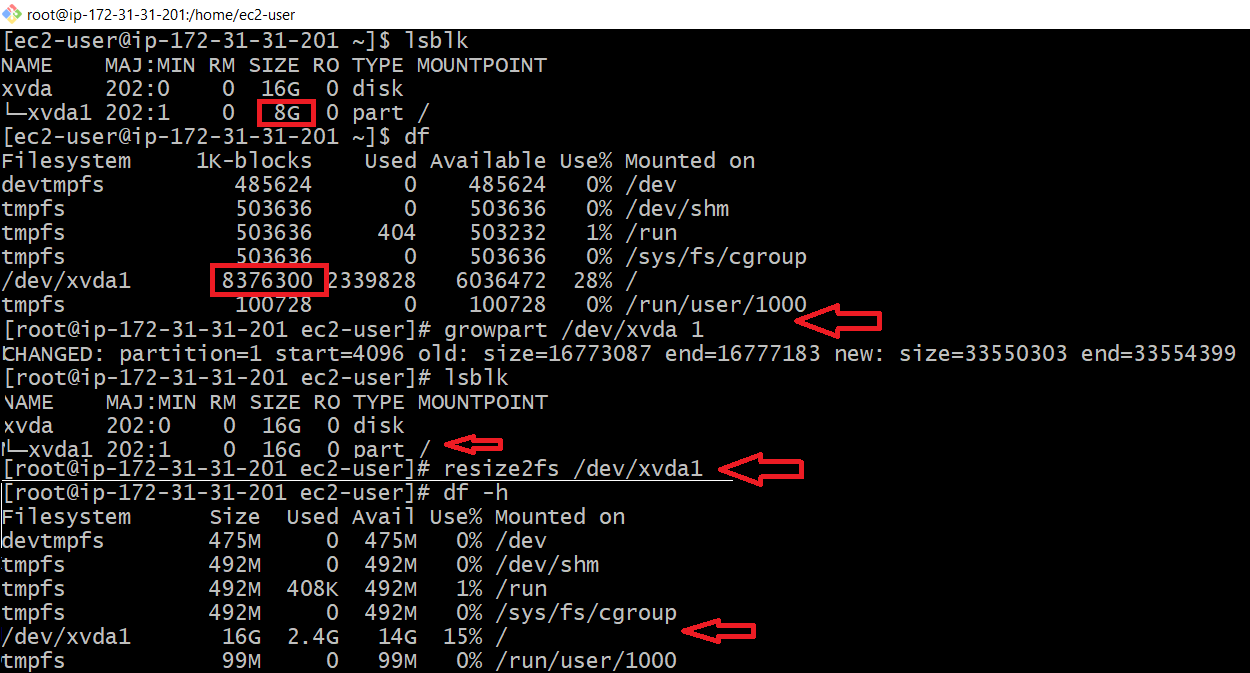 root@ip-172-31-31-201:/home/ec2-user
[ec2-user@ip-172-31-31-201 ~]$ lsblk
NAME    MAJ:MIN RM SIZE RO TYPE MOUNTPOINT
xvda    202:0    0  16G  0 disk
└─xvda1 202:1    0   8G  0 part /
[ec2-user@ip-172-31-31-201 ~]$ df
Filesystem     1K-blocks    Used Available Use% Mounted on
devtmpfs          485624       0    485624   0% /dev
tmpfs             503636       0    503636   0% /dev/shm
tmpfs             503636     404    503232   1% /run
tmpfs             503636       0    503636   0% /sys/fs/cgroup
/dev/xvda1       8376300 2339828   6036472  28% /
tmpfs             100728       0    100728   0% /run/user/1000
[root@ip-172-31-31-201 ec2-user]# growpart /dev/xvda 1
CHANGED: partition=1 start=4096 old: size=16773087 end=16777183 new: size=33550303 end=33554399
[root@ip-172-31-31-201 ec2-user]# lsblk
NAME    MAJ:MIN RM SIZE RO TYPE MOUNTPOINT
xvda    202:0    0  16G  0 disk
└─xvda1 202:1    0  16G  0 part /
[root@ip-172-31-31-201 ec2-user]# resize2fs /dev/xvda1
[root@ip-172-31-31-201 ec2-user]# df -h
Filesystem      Size  Used Avail Use% Mounted on
devtmpfs        475M     0  475M   0% /dev
tmpfs           492M     0  492M   0% /dev/shm
tmpfs           492M  408K  492M   1% /run
tmpfs           492M     0  492M   0% /sys/fs/cgroup
/dev/xvda1       16G  2.4G   14G  15% /
tmpfs            99M     0   99M   0% /run/user/1000